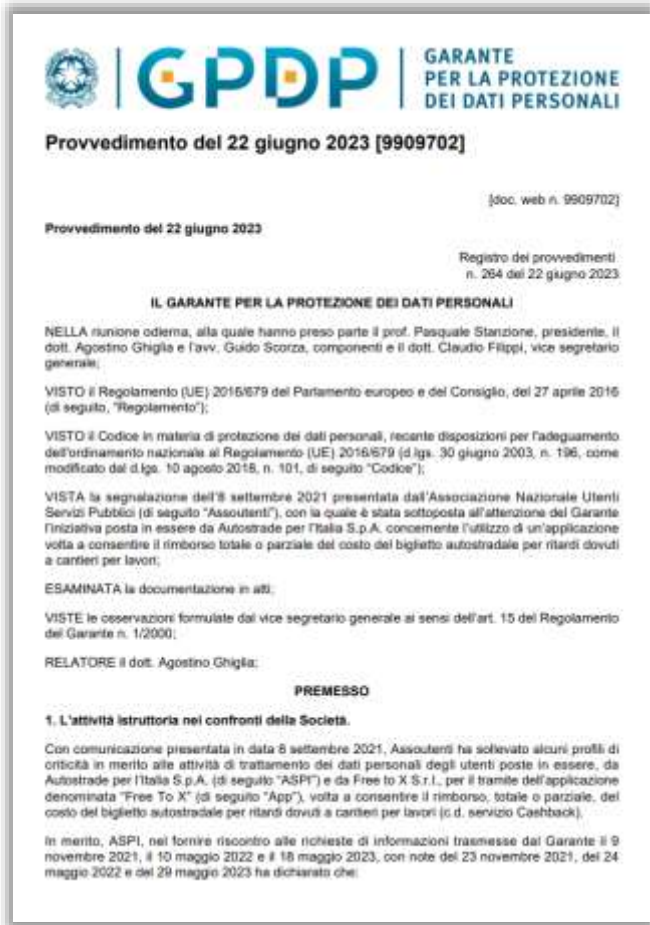 GPDP
GARANTE
PER LA PROTEZIONE
DEI DATI PERSONALI
Provvedimento del 22 giugno 2023 [9909702]
[doc. web n. 9909702]
Provvedimento del 22 giugno 2023
Registro dei provvedimenti
n. 264 del 22 giugno 2023
IL GARANTE PER LA PROTEZIONE DEI DATI PERSONALI
NELLA riunione odierna, alla quale hanno preso parte il prof. Pasquale Stanzione, presidente, il
dott. Agostino Ghiglia e l'avv. Guido Scorza, componenti e il dott. Claudio Filippi, vice segretario
generale;
VISTO il Regolamento (UE) 2016/679 del Parlamento europeo e del Consiglio, del 27 aprile 2016
(di seguito, "Regolamento");
VISTO il Codice in materia di protezione dei dati personali, recante disposizioni per l'adeguamento
dell'ordinamento nazionale al Regolamento (UE) 2016/679 (d.lgs. 30 giugno 2003, n. 196, come
modificato dal d.lgs. 10 agosto 2018, n. 101, di seguito "Codice");
VISTA la segnalazione dell'8 settembre 2021 presentata dall'Associazione Nazionale Utenti
Servizi Pubblici (di seguito "Assoutenti"), con la quale è stata sottoposta all'attenzione del Garante
l'iniziativa posta in essere da Autostrade per l'Italia S.p.A. concernente l'utilizzo di un'applicazione
volta a consentire il rimborso totale o parziale del costo del biglietto autostradale per ritardi dovuti
a cantieri per lavori;
ESAMINATA la documentazione in atti;
VISTE le osservazioni formulate dal vice segretario generale ai sensi dell'art. 15 del Regolamento
del Garante n. 1/2000;
RELATORE il dott. Agostino Ghiglia;
PREMESSO
1. L'attività istruttoria nei confronti della Società.
Con comunicazione presentata in data 8 settembre 2021, Assoutenti ha sollevato alcuni profili di
criticità in merito alle attività di trattamento dei dati personali degli utenti poste in essere, da
Autostrade per l'Italia S.p.A. (di seguito "ASPI") e da Free to X S.r.l., per il tramite dell'applicazione
denominata "Free To X" (di seguito "App"), volta a consentire il rimborso, totale o parziale, del
costo del biglietto autostradale per ritardi dovuti a cantieri per lavori (c.d. servizio Cashback).
In merito, ASPI, nel fornire riscontro alle richieste di informazioni trasmesse dal Garante il 9
novembre 2021, il 10 maggio 2022 e il 18 maggio 2023, con note del 23 novembre 2021, del 24
maggio 2022 e del 29 maggio 2023 ha dichiarato che: